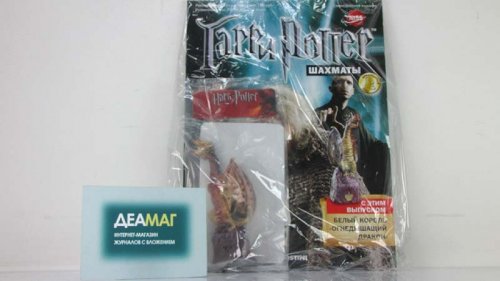 Гарри Поттер
ШАХМАТЫ
HARRY POTTER
С ЭТИМ
ВЫПУСКОМ
БЕЛЫЙ КОРОЛЬ
ОГНЕДЫШАЩИЙ
ДРАКОН
ДЕАМАГ
ИНТЕРНЕТ-МАГАЗИН
ЖУРНАЛОВ С ВЛОЖЕНИЕМ